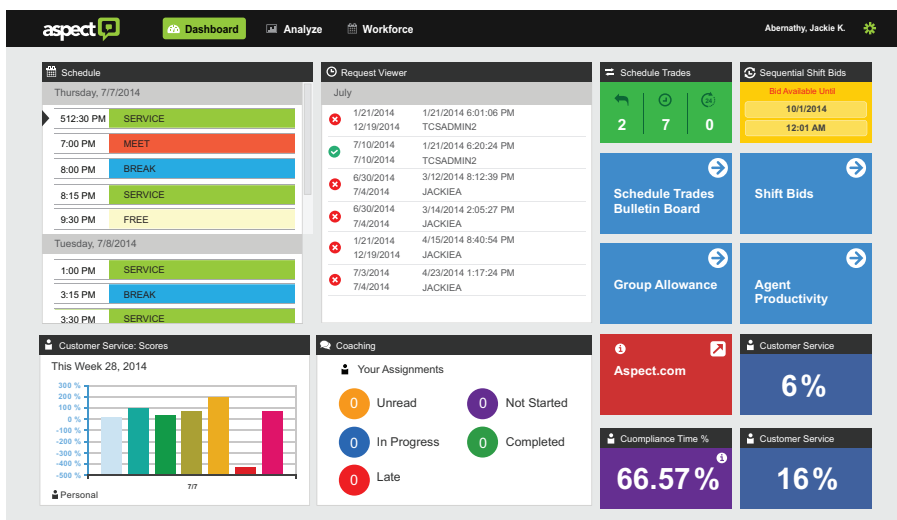 aspect
Dashboard
Analyze
Workforce
Abernathy, Jackie K.
Schedule
Thursday, 7/7/2014
512:30 PM SERVICE
7:00 PM MEET
8:00 PM BREAK
8:15 PM SERVICE
9:30 PM FREE
Tuesday, 7/8/2014
1:00 PM SERVICE
3:15 PM BREAK
3:30 PM SERVICE
Request Viewer
July
1/21/2014 1/21/2014 6:01:06 PM
12/19/2014 TCSADMIN2
7/10/2014 1/21/2014 6:20:24 PM
7/10/2014 TCSADMIN2
6/30/2014 3/12/2014 8:12:39 PM
7/4/2014 JACKIEA
6/30/2014 3/14/2014 2:05:27 PM
7/4/2014 JACKIEA
1/21/2014 4/15/2014 8:40:54 PM
12/19/2014 JACKIEA
7/3/2014 4/23/2014 1:17:24 PM
7/4/2014 JACKIEA
Schedule Trades
24
2 7 0
Sequential Shift Bids
Bid Available Until
10/1/2014
12:01 AM
Schedule Trades
Bulletin Board
Shift Bids
Group Allowance
Agent
Productivity
Customer Service: Scores
This Week 28, 2014
300 %
200 %
100 %
0 %
-100 %
-200 %
-300 %
-400 %
-500 %
7/7
Personal
Coaching
Your Assignments
0 Unread
0 Not Started
0 In Progress
0 Completed
0 Late
Aspect.com
Customer Service
6%
Cuompliance Time %
66.57%
Customer Service
16%